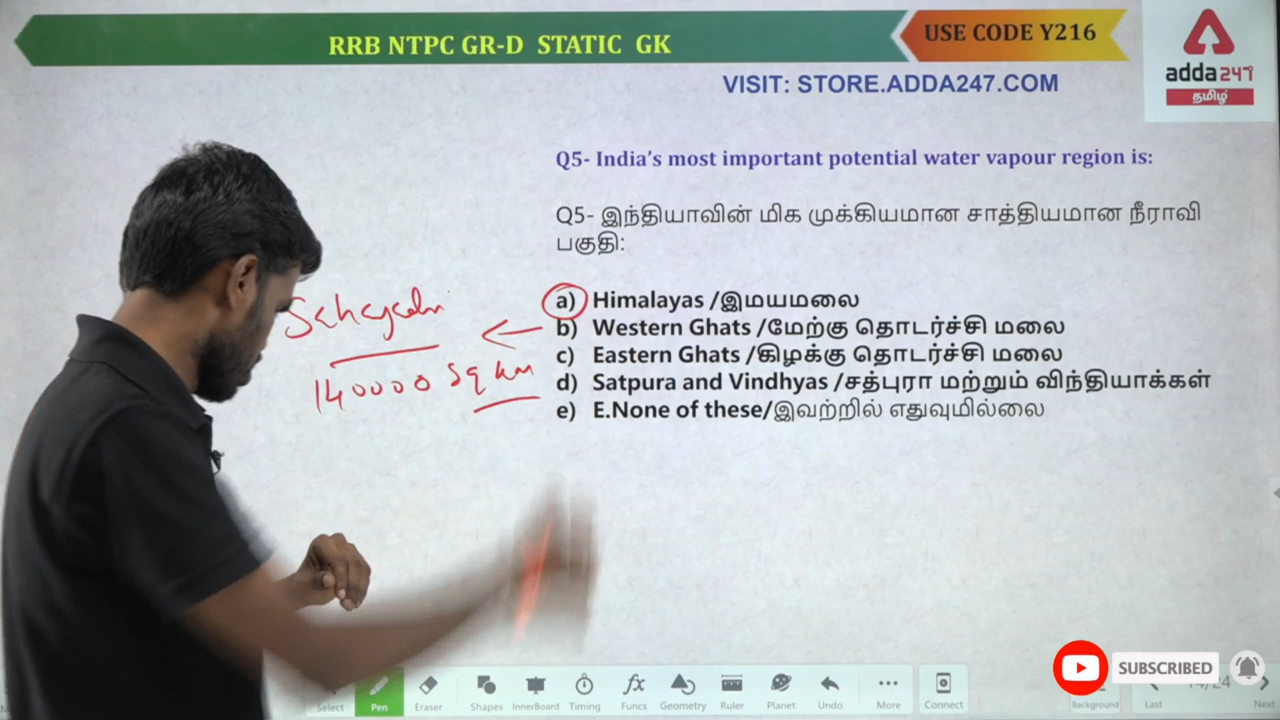 RRB NTPC GR-D STATIC GK
USE CODE Y216
adda247
தமிழ்
VISIT: STORE.ADDA247.COM
Q5- India's most important potential water vapour region is:
Q5- இந்தியாவின் மிக முக்கியமான சாத்தியமான நீராவி
பகுதி:
a) Himalayas /இமயமலை
b) Western Ghats /மேற்கு தொடர்ச்சி மலை
c) Eastern Ghats /கிழக்கு தொடர்ச்சி மலை
d) Satpura and Vindhyas /சத்புரா மற்றும் விந்தியாக்கள்
e) E.None of these/இவற்றில் எதுவுமில்லை
140000 Sq km
SUBSCRIBED
Select
Pen
Eraser
Shapes
InnerBoard
Timing
Funcs
Geometry
Ruler
Planet
Undo
More
Connect
Background
Last
Next